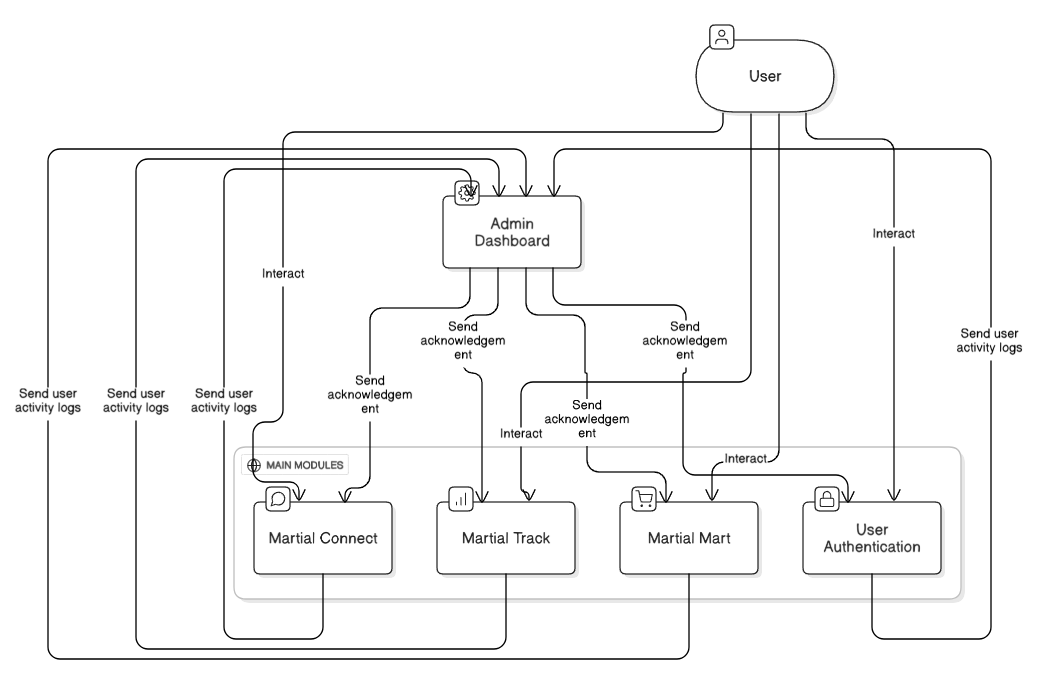 User
Admin
Dashboard
Interact
Interact
Send
acknowledgem
ent
Send
acknowledgem
ent
Send user
activity logs
Send
acknowledgem
ent
Send user
activity logs
Send user
activity logs
Send user
activity logs
Send
acknowledgem
ent
Interact
Interact
MAIN MODULES
Martial Connect
Martial Track
Martial Mart
User
Authentication